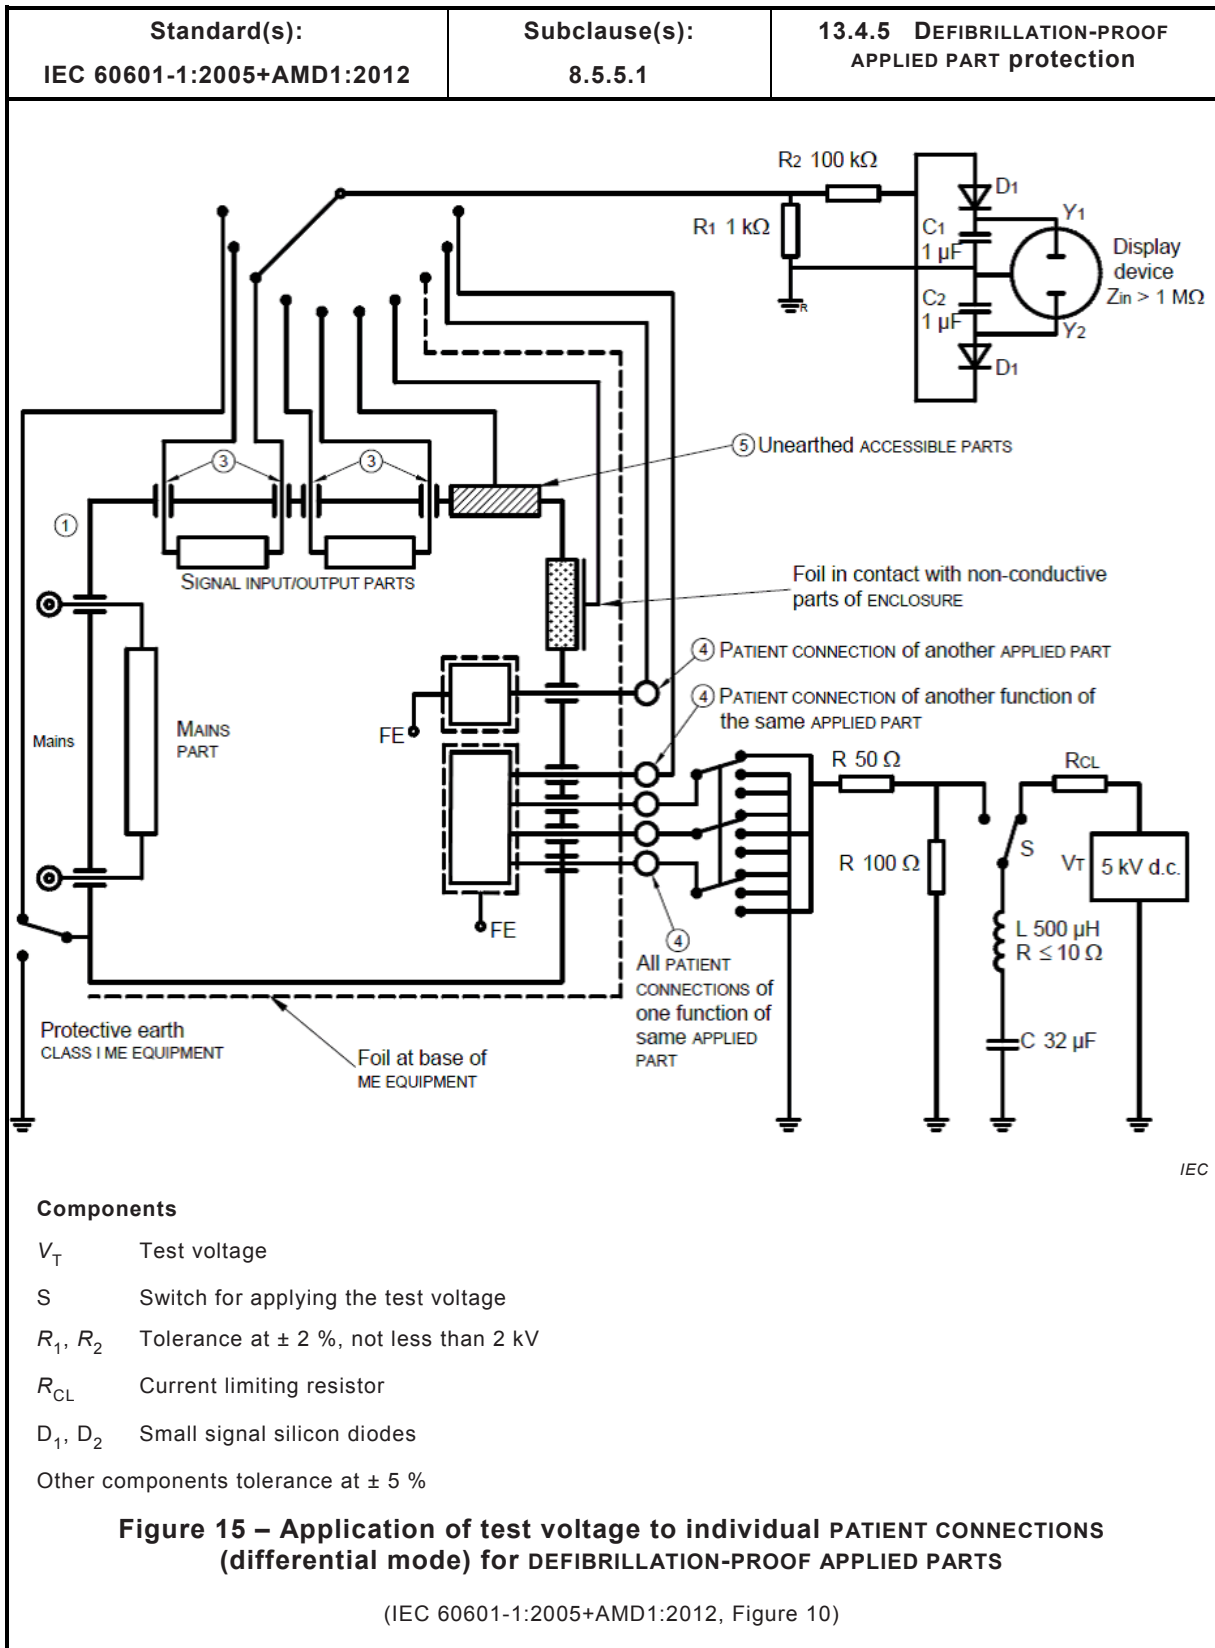 Standard(s):
IEC 60601-1:2005+AMD1:2012
Subclause(s):
8.5.5.1
13.4.5 DEFIBRILLATION-PROOF
APPLIED PART protection
R2 100 kΩ
R1 1 kΩ
D1
C1
1 µF
C2
1 µF
D1
Y1
Y2
Display
device
Zin > 1 MΩ
R
5 Unearthed ACCESSIBLE PARTS
3
3
1
SIGNAL INPUT/OUTPUT PARTS
Foil in contact with non-conductive
parts of ENCLOSURE
4 PATIENT CONNECTION of another APPLIED PART
4 PATIENT CONNECTION of another function of
the same APPLIED PART
Mains
MAINS
PART
FE
FE
R 50 Ω
RCL
R 100 Ω
S
VT
5 kV d.c.
L 500 µH
R ≤ 10 Ω
C 32 µF
4
All PATIENT
CONNECTIONS of
one function of
same APPLIED
PART
Protective earth
CLASS I ME EQUIPMENT
Foil at base of
ME EQUIPMENT
IEC
Components
VT Test voltage
S Switch for applying the test voltage
R1, R2 Tolerance at ± 2 %, not less than 2 kV
RCL Current limiting resistor
D1, D2 Small signal silicon diodes
Other components tolerance at ± 5 %
Figure 15 – Application of test voltage to individual PATIENT CONNECTIONS
(differential mode) for DEFIBRILLATION-PROOF APPLIED PARTS
(IEC 60601-1:2005+AMD1:2012, Figure 10)